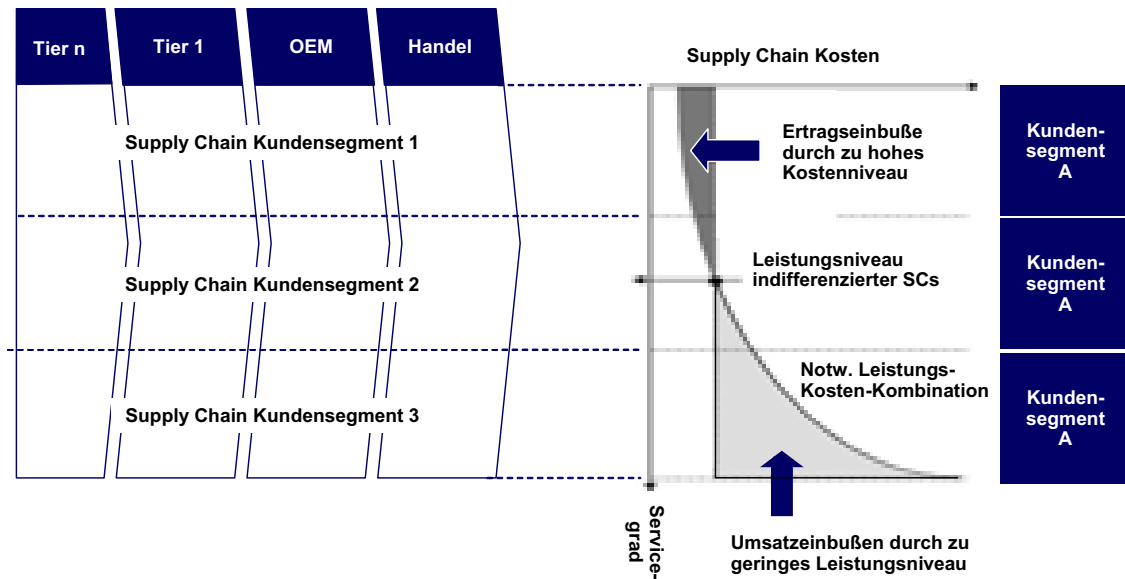 Tier n
Tier 1
OEM
Handel
Supply Chain Kundensegment 1
Supply Chain Kundensegment 2
Supply Chain Kundensegment 3
Supply Chain Kosten
Ertragseinbuße
durch zu hohes
Kostenniveau
Leistungsniveau
indifferenzierter SCs
Notw. Leistungs-
Kosten-Kombination
Service-
grad
Umsatzeinbußen durch zu
geringes Leistungsniveau
Kunden-
segment
A
Kunden-
segment
A
Kunden-
segment
A